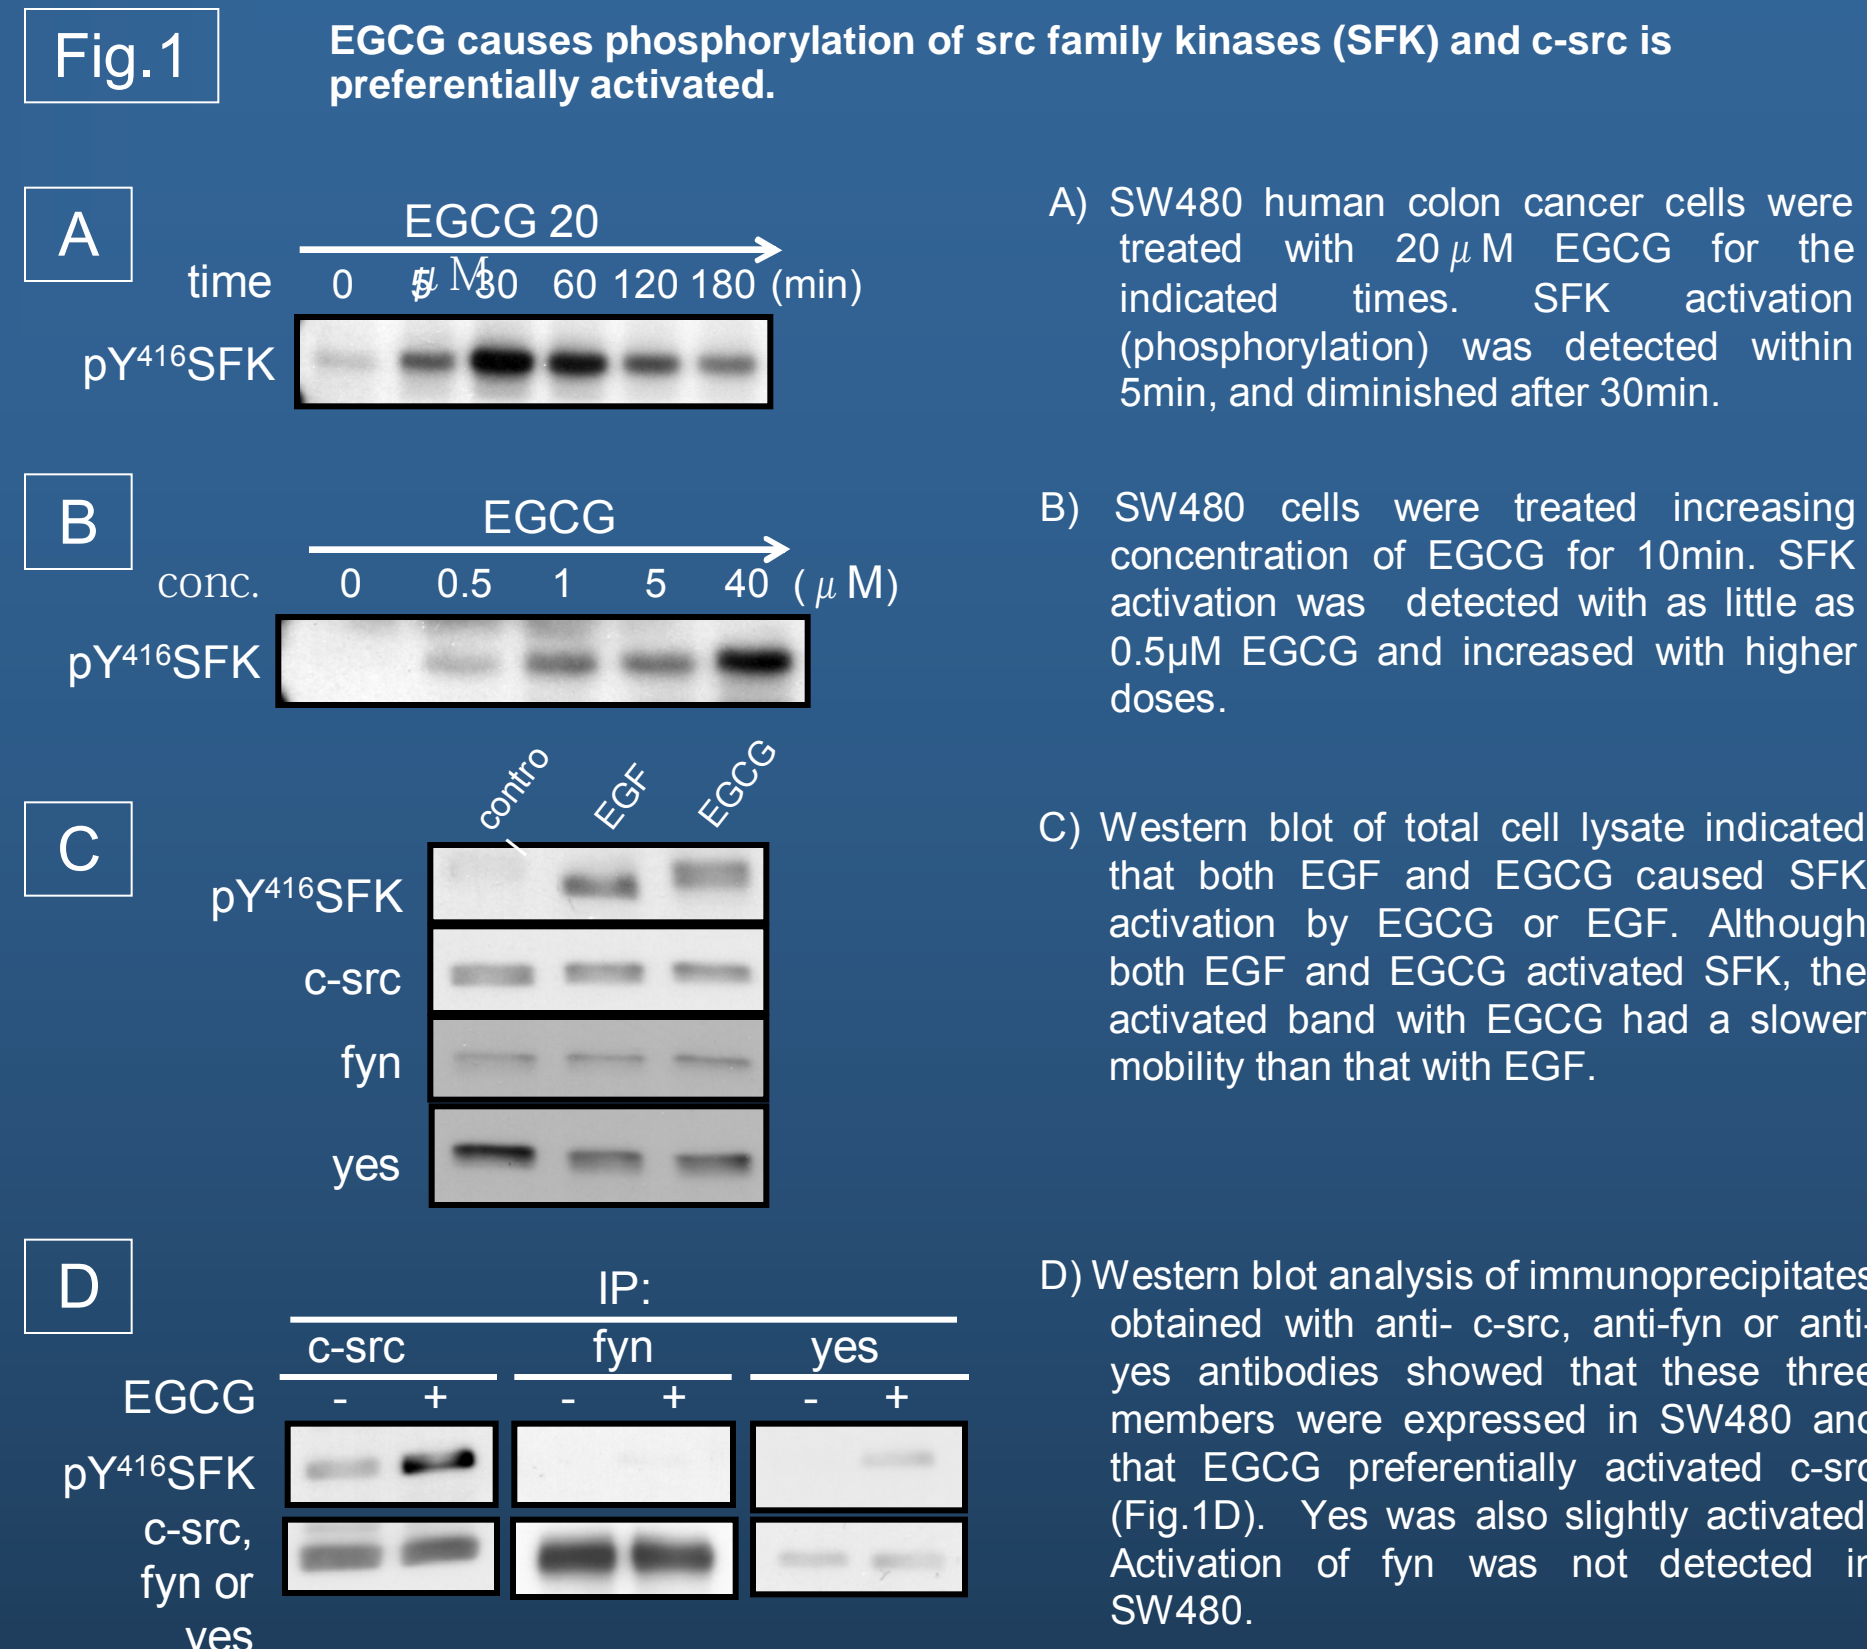 Fig.1
EGCG causes phosphorylation of src family kinases (SFK) and c-src is
preferentially activated.
A
EGCG 20
μ M
time 0 5 30 60 120 180 (min)
pY416SFK
A) SW480 human colon cancer cells were
treated with 20 μ M EGCG for the
indicated times. SFK activation
(phosphorylation) was detected within
5min, and diminished after 30min.
B
EGCG
conc. 0 0.5 1 5 40 ( μ M)
pY416SFK
B) SW480 cells were treated increasing
concentration of EGCG for 10min. SFK
activation was detected with as little as
0.5µM EGCG and increased with higher
doses.
C
control EGF EGCG
pY416SFK
c-src
fyn
yes
C) Western blot of total cell lysate indicated
that both EGF and EGCG caused SFK
activation by EGCG or EGF. Although
both EGF and EGCG activated SFK, the
activated band with EGCG had a slower
mobility than that with EGF.
D
IP:
c-src fyn yes
EGCG - + - + - +
pY416SFK
c-src,
fyn or
yes
D) Western blot analysis of immunoprecipitates
obtained with anti- c-src, anti-fyn or anti-
yes antibodies showed that these three
members were expressed in SW480 and
that EGCG preferentially activated c-src
(Fig.1D). Yes was also slightly activated
Activation of fyn was not detected in
SW480.